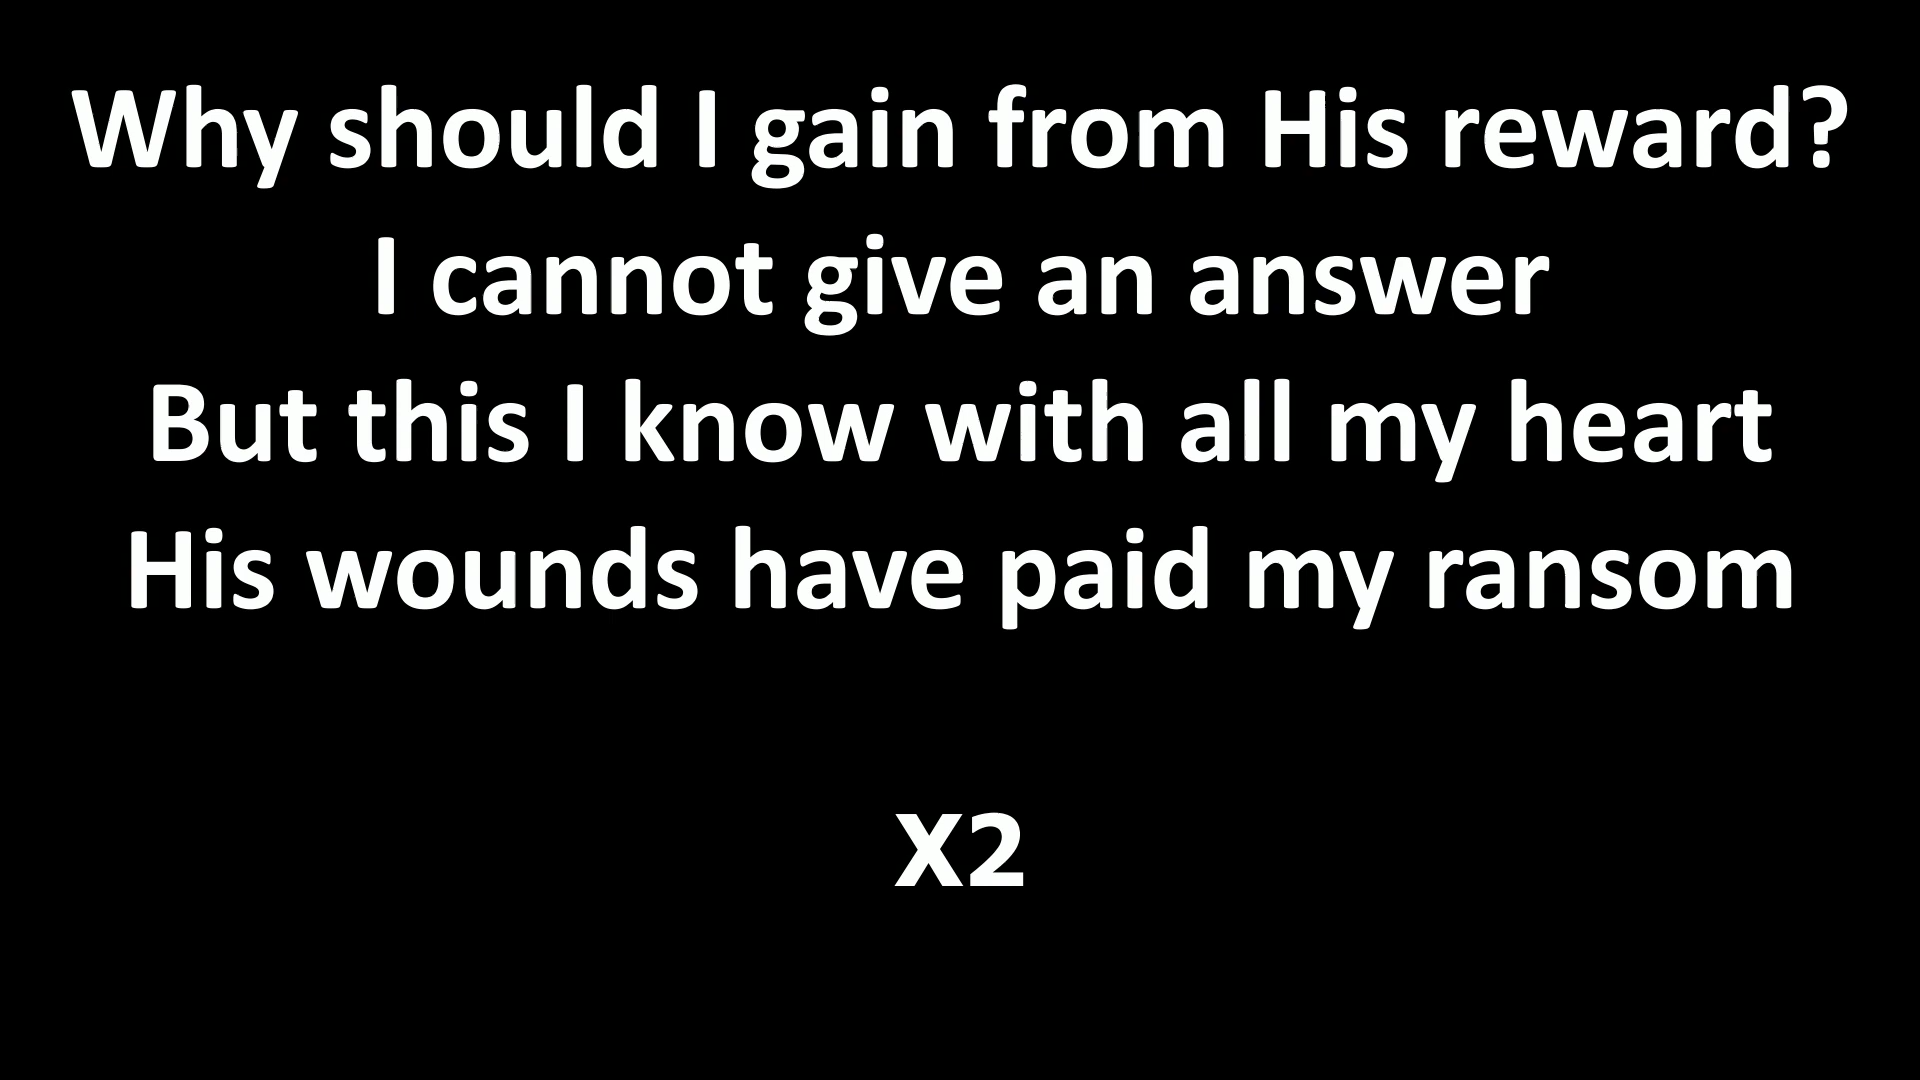 Why should I gain from His reward?
I cannot give an answer
But this I know with all my heart
His wounds have paid my ransom
X2